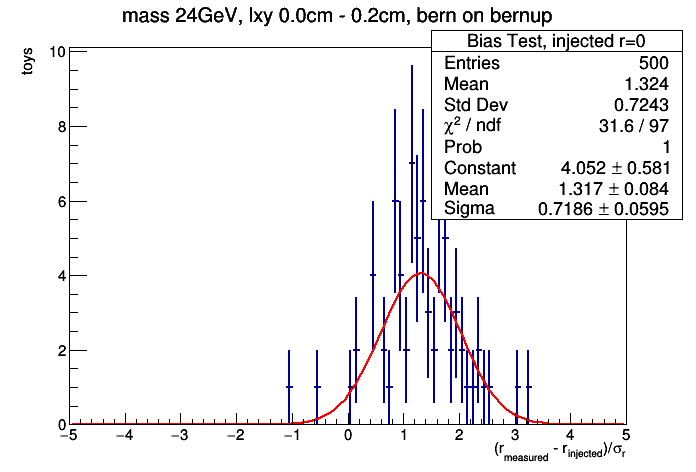 mass 24GeV, lxy 0.0cm - 0.2cm, bern on bernup
toys
Bias Test, injected r=0
Entries 500
Mean 1.324
Std Dev 0.7243
χ² / ndf 31.6 / 97
Prob 1
Constant 4.052 ± 0.581
Mean 1.317 ± 0.084
Sigma 0.7186 ± 0.0595
10
8
6
4
2
0
−5 −4 −3 −2 −1 0 1 2 3 4 5
(r_measured - r_injected)/σ_r